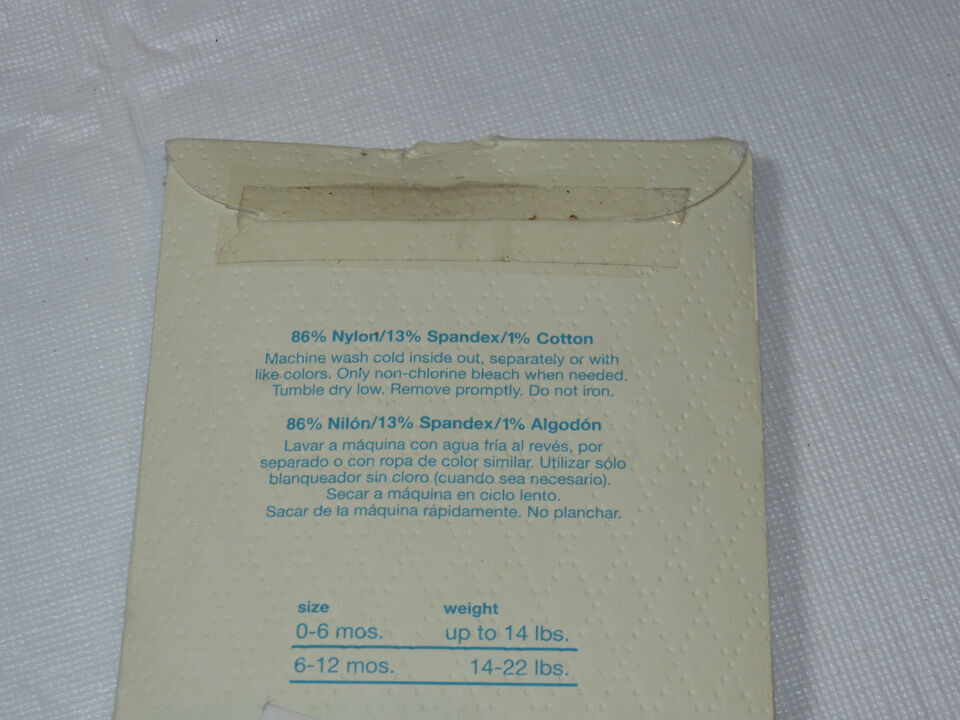 86% Nylon/13% Spandex/1% Cotton
Machine wash cold inside out, separately or with
like colors. Only non-chlorine bleach when needed.
Tumble dry low. Remove promptly. Do not iron.
86% Nilón/13% Spandex/1% Algodón
Lavar a máquina con agua fría al revés, por
separado o con ropa de color similar. Utilizar sólo
blanqueador sin cloro (cuando sea necesario).
Secar a máquina en ciclo lento.
Sacar de la máquina rápidamente. No planchar.
size weight
0-6 mos. up to 14 lbs.
6-12 mos. 14-22 lbs.